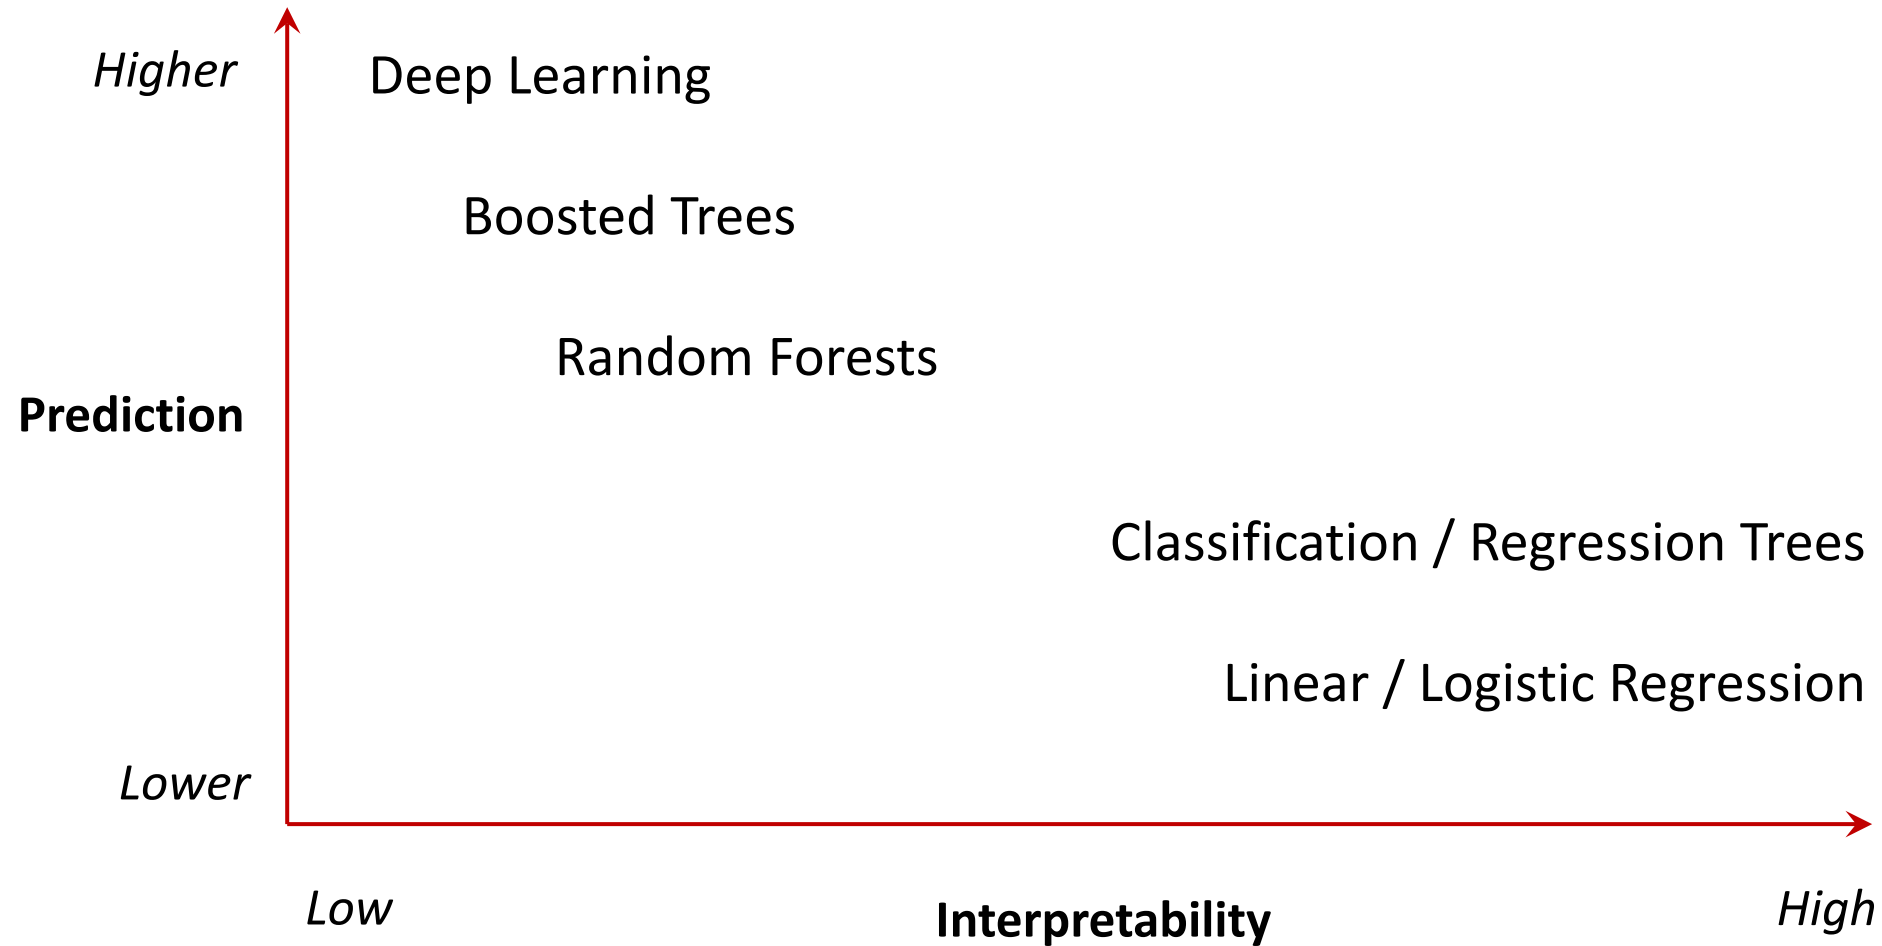 Higher
Deep Learning
Boosted Trees
Random Forests
Prediction
Classification / Regression Trees
Linear / Logistic Regression
Lower
Low
Interpretability
High